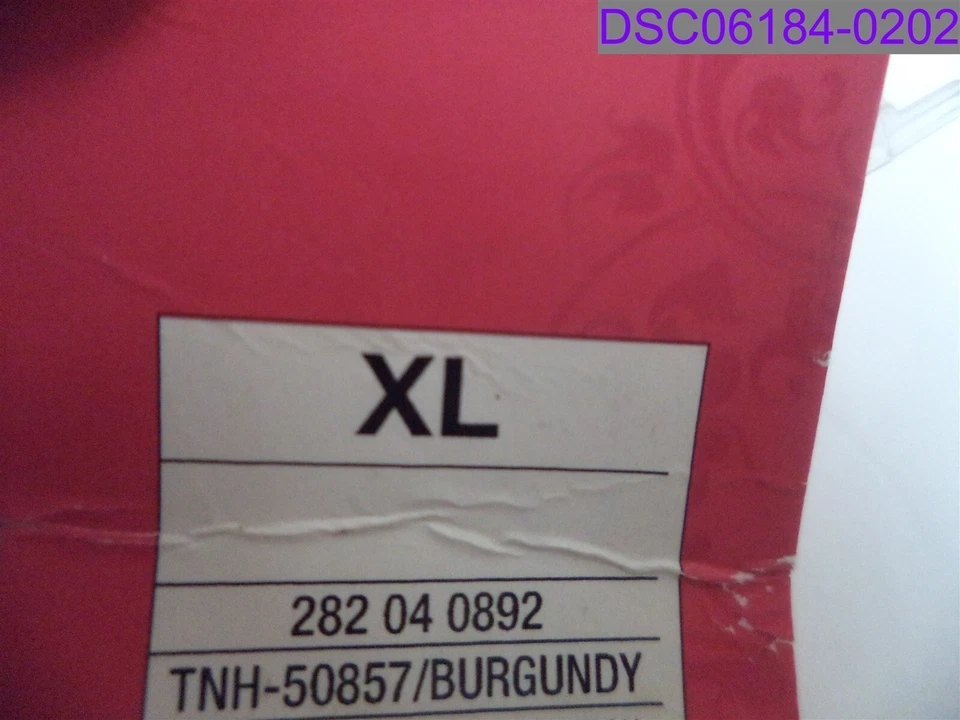 DSC06184-0202
XL
282 04 0892
TNH-50857/BURGUNDY